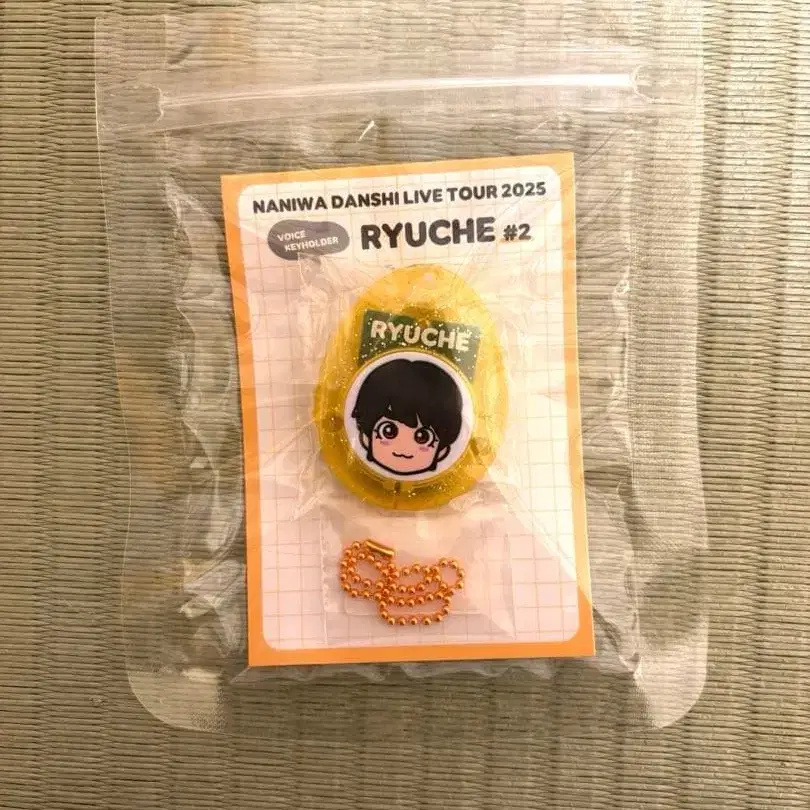 NANIWA DANSHI LIVE TOUR 2025
VOICE
KEYHOLDER
RYUCHE #2
RYUCHE